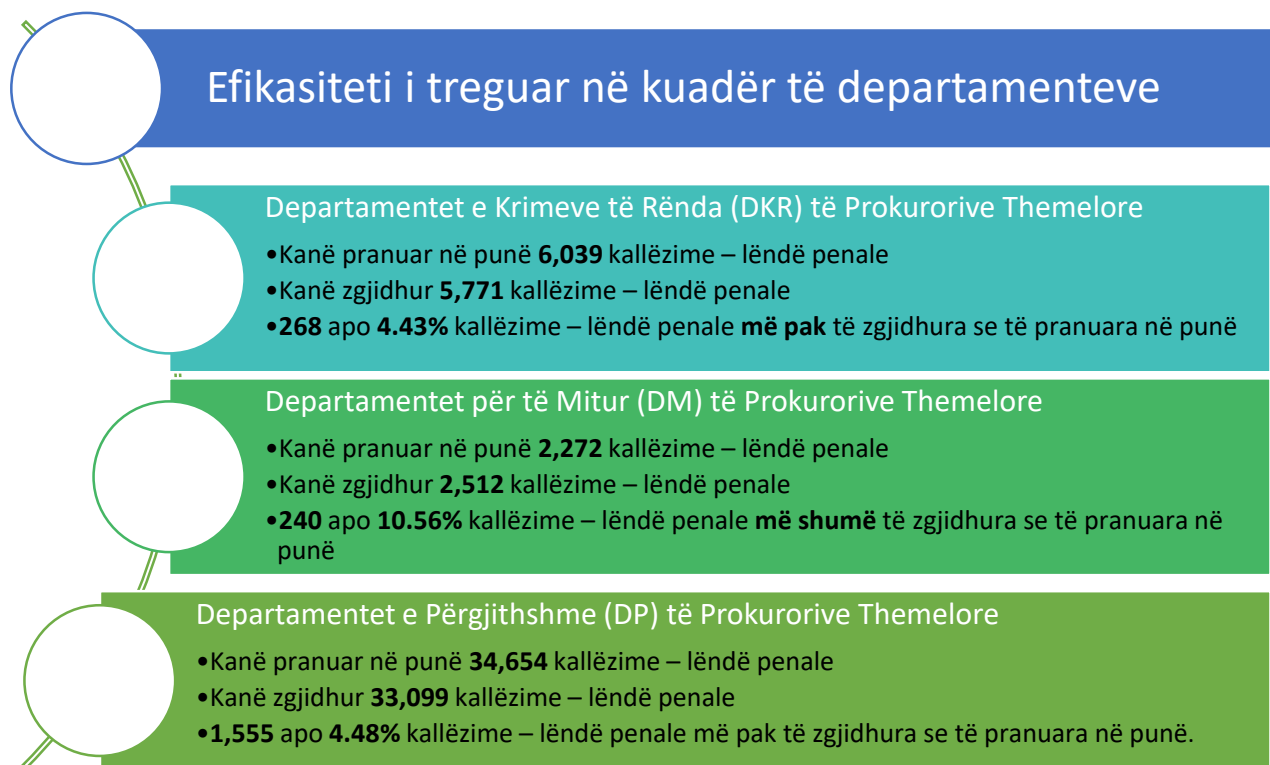 Efikasiteti i treguar në kuadër të departamenteve
Departamentet e Krimeve të Rënda (DKR) të Prokurorive Themelore
•Kanë pranuar në punë 6,039 kallëzime – lëndë penale
•Kanë zgjidhur 5,771 kallëzime – lëndë penale
•268 apo 4.43% kallëzime – lëndë penale më pak të zgjidhura se të pranuara në punë
Departamentet për të Mitur (DM) të Prokurorive Themelore
•Kanë pranuar në punë 2,272 kallëzime – lëndë penale
•Kanë zgjidhur 2,512 kallëzime – lëndë penale
•240 apo 10.56% kallëzime – lëndë penale më shumë të zgjidhura se të pranuara në
punë
Departamentet e Përgjithshme (DP) të Prokurorive Themelore
•Kanë pranuar në punë 34,654 kallëzime – lëndë penale
•Kanë zgjidhur 33,099 kallëzime – lëndë penale
•1,555 apo 4.48% kallëzime – lëndë penale më pak të zgjidhura se të pranuara në punë.